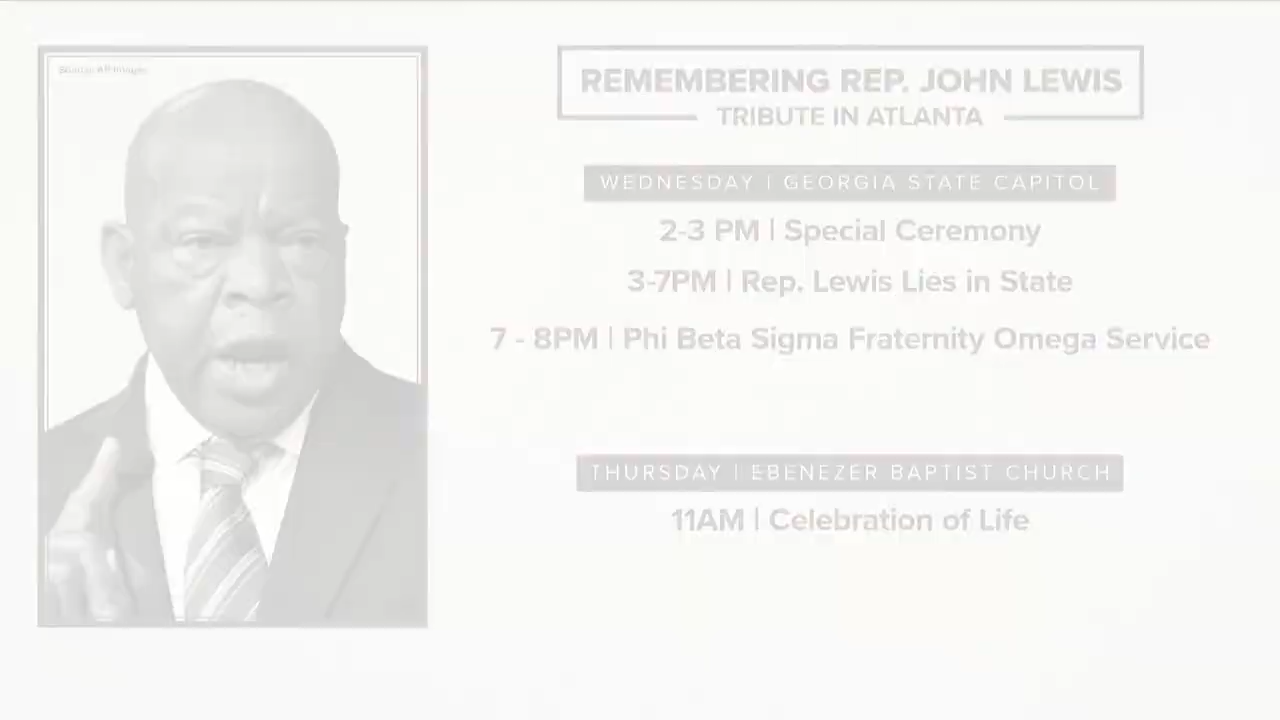 REMEMBERING REP. JOHN LEWIS
TRIBUTE IN ATLANTA
WEDNESDAY | GEORGIA STATE CAPITOL
2-3 PM | Special Ceremony
3-7PM | Rep. Lewis Lies in State
7 - 8PM | Phi Beta Sigma Fraternity Omega Service
THURSDAY | EBENEZER BAPTIST CHURCH
11AM | Celebration of Life